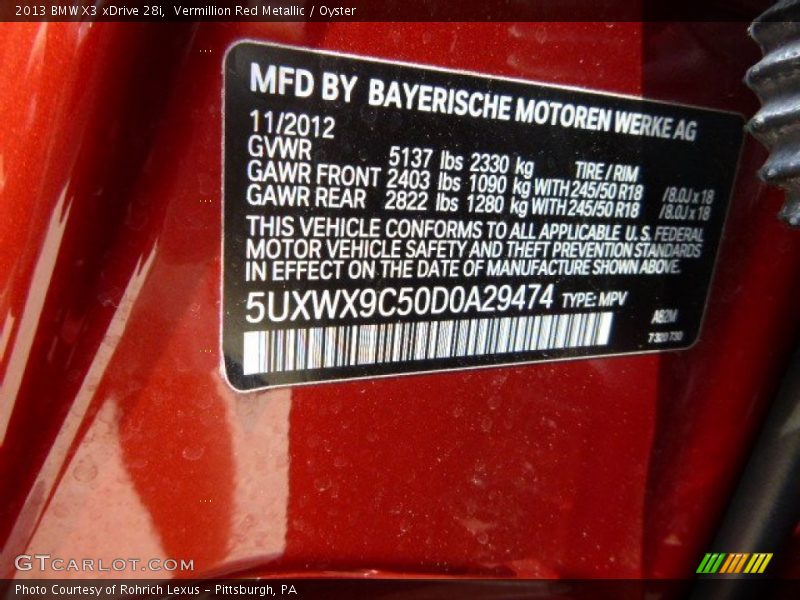 2013 BMW X3 xDrive 28i, Vermillion Red Metallic / Oyster
MFD BY BAYERISCHE MOTOREN WERKE AG
11/2012
GVWR 5137 lbs 2330 kg TIRE / RIM
GAWR FRONT 2403 lbs 1090 kg WITH 245/50 R18 /8.0J x 18
GAWR REAR 2822 lbs 1280 kg WITH 245/50 R18 /8.0J x 18
THIS VEHICLE CONFORMS TO ALL APPLICABLE U.S. FEDERAL
MOTOR VEHICLE SAFETY AND THEFT PREVENTION STANDARDS
IN EFFECT ON THE DATE OF MANUFACTURE SHOWN ABOVE.
5UXWX9C50D0A29474 TYPE: MPV
A82M
GTCARLOT.COM
Photo Courtesy of Rohrich Lexus - Pittsburgh, PA